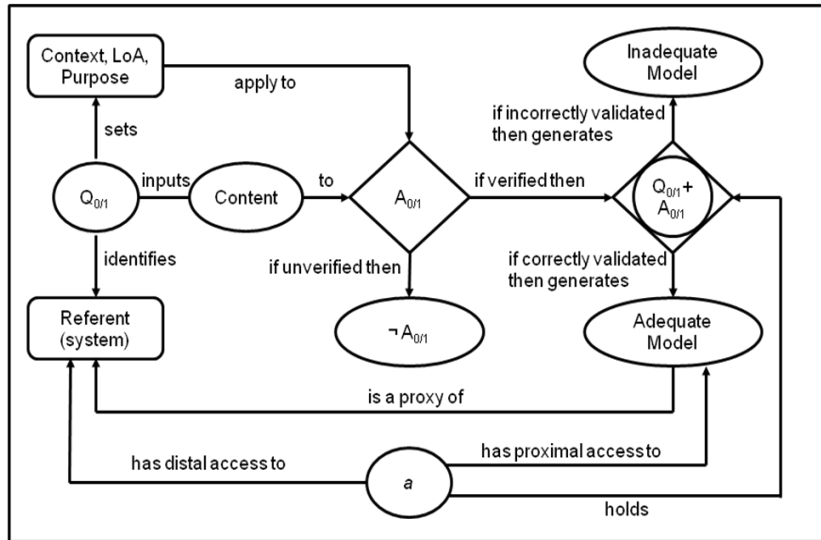 Context, LoA,
Purpose
apply to
Inadequate
Model
if incorrectly validated
then generates
sets
Q0/1
inputs
Content
to
A0/1
if verified then
Q0/1 +
A0/1
identifies
if unverified then
if correctly validated
then generates
Referent
(system)
¬ A0/1
Adequate
Model
is a proxy of
has distal access to
a
has proximal access to
holds